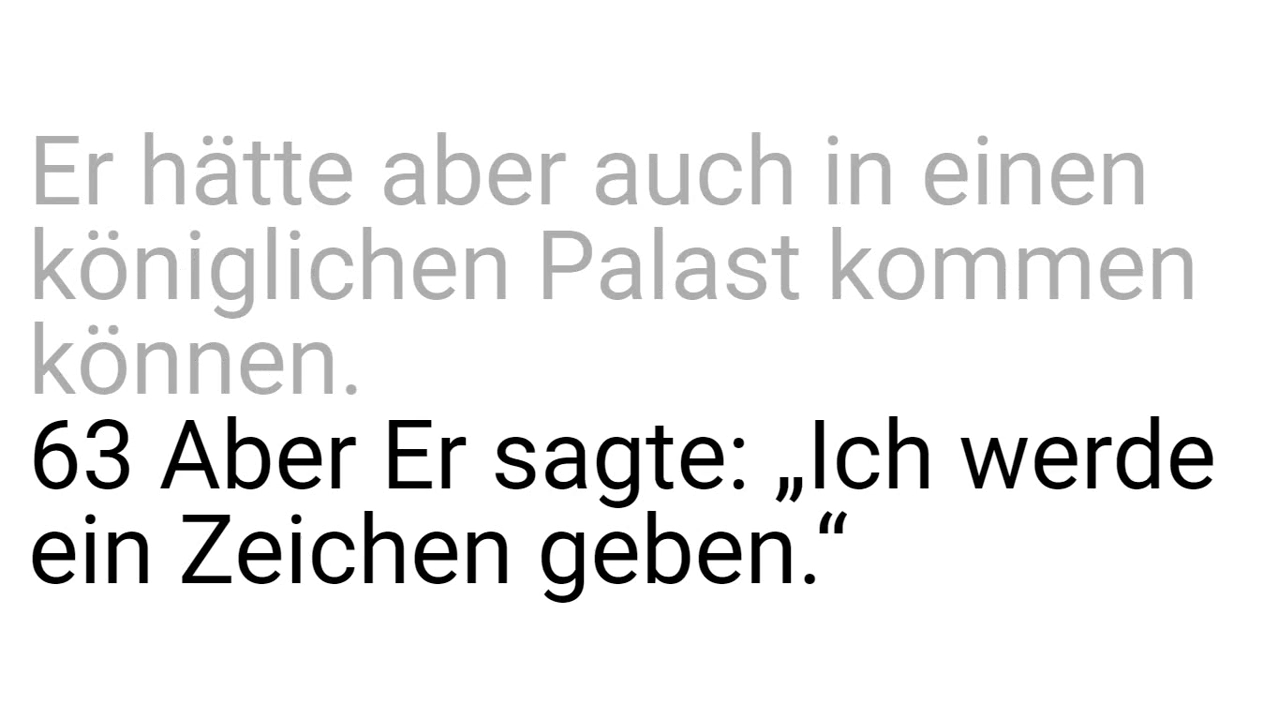 Er hätte aber auch in einen
königlichen Palast kommen
können.
63 Aber Er sagte: „Ich werde
ein Zeichen geben.“